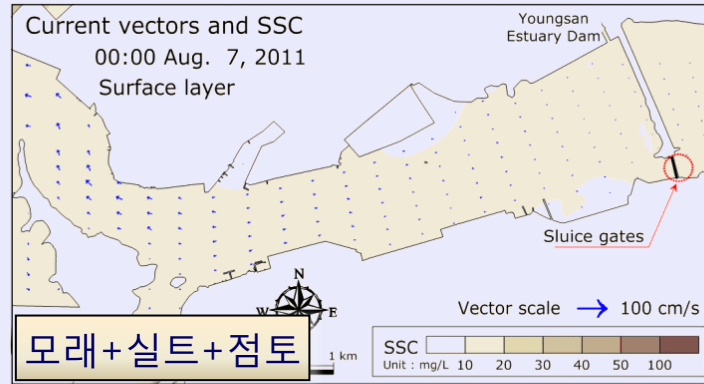 Current vectors and SSC
00:00 Aug. 7, 2011
Surface layer
Youngsan
Estuary Dam
Sluice gates
N
W E
Vector scale 100 cm/s
모래+실트+점토
1 km
SSC
Unit : mg/L 10 20 30 40 50 100